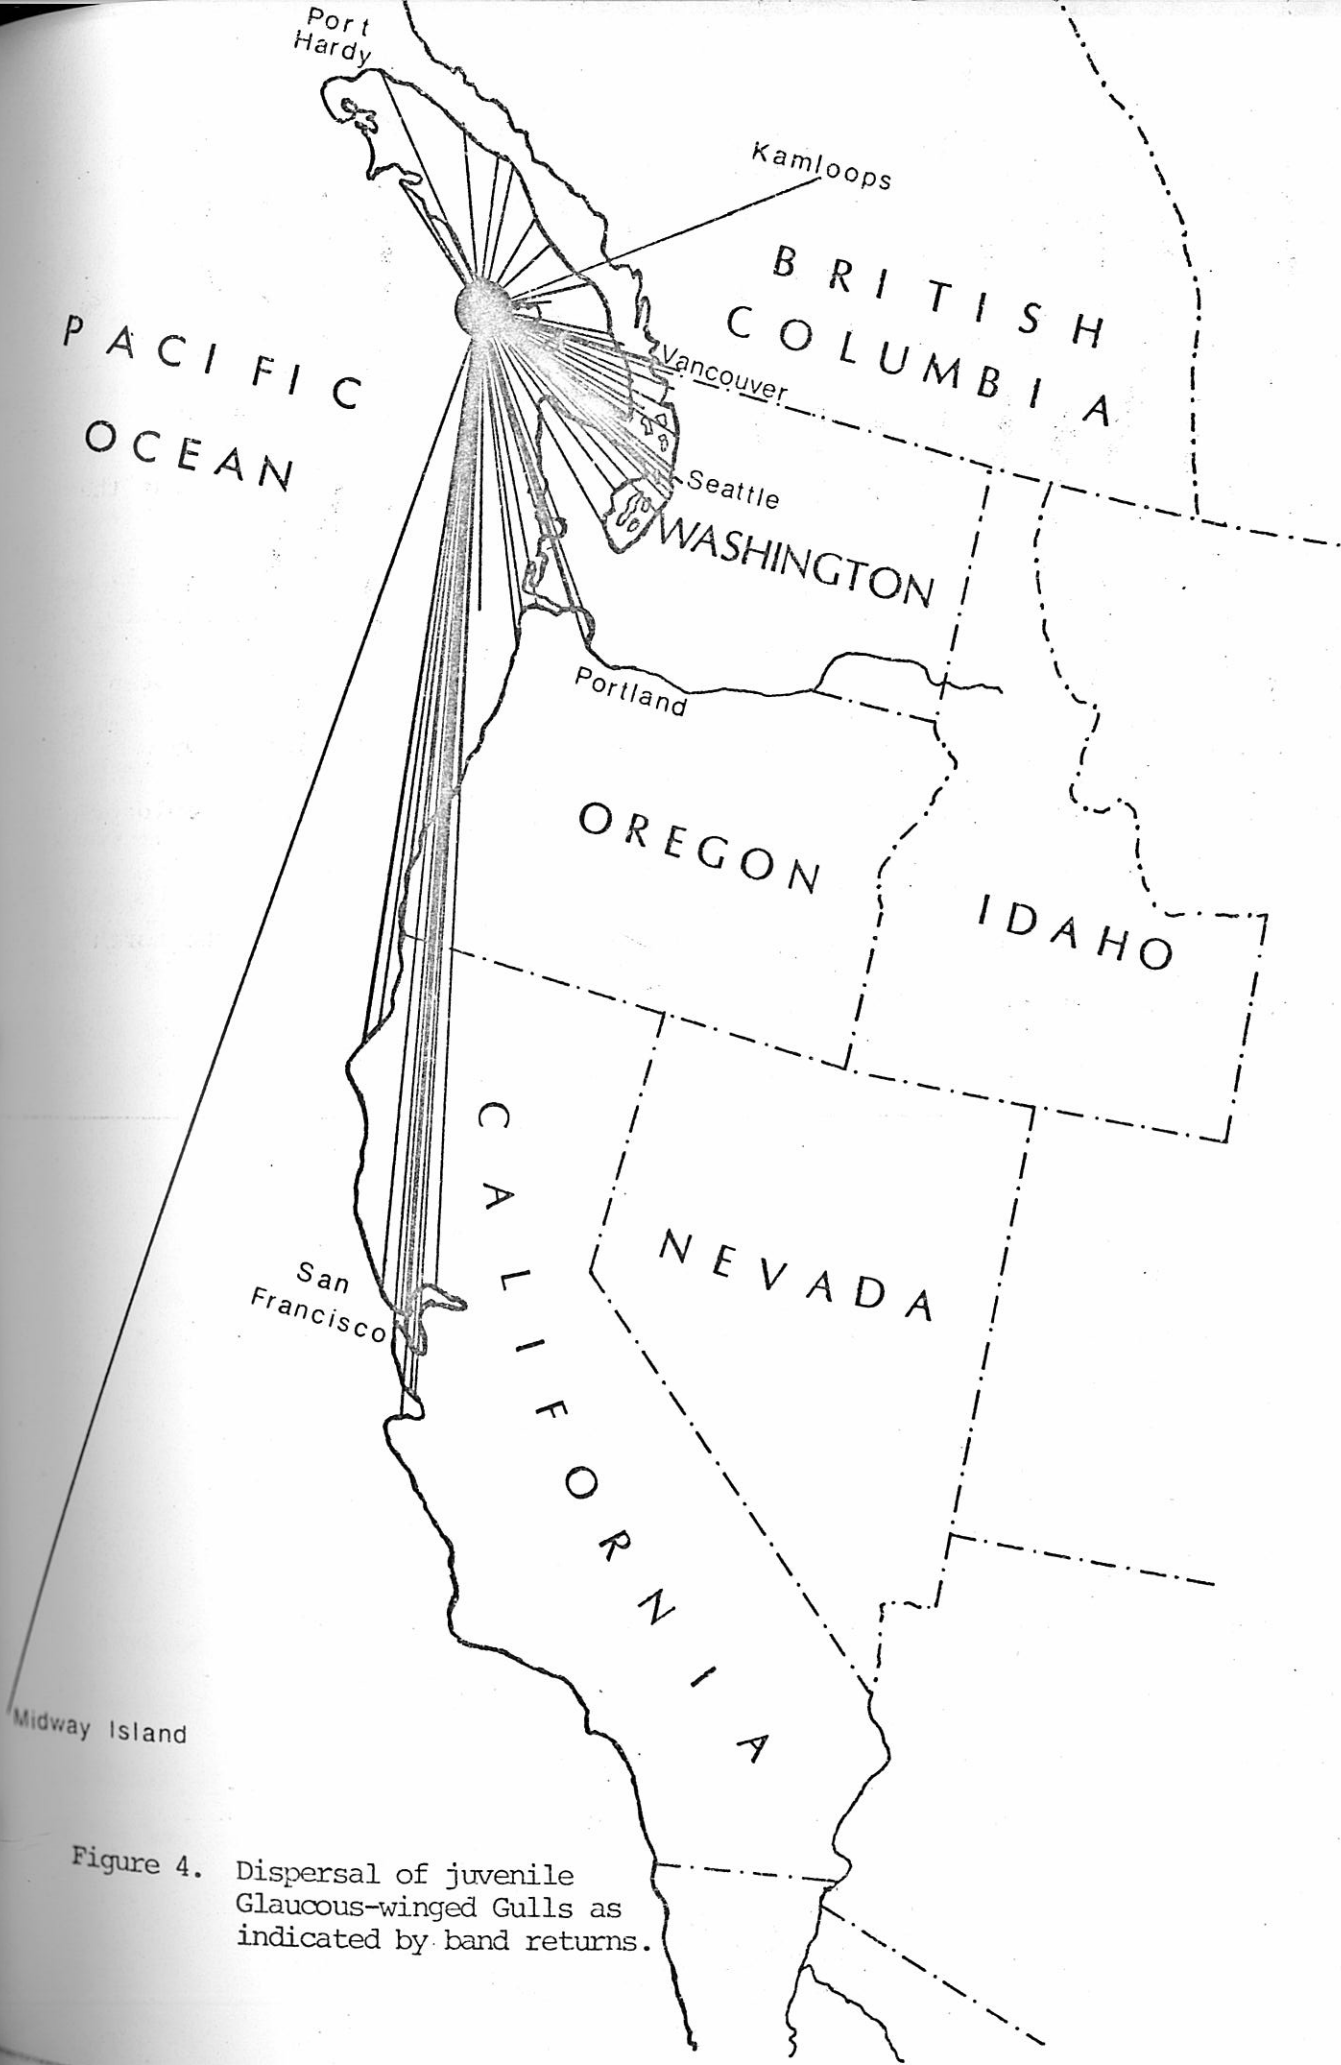 Port
Hardy
Kamloops
BRITISH
COLUMBIA
PACIFIC
OCEAN
Vancouver
Seattle
WASHINGTON
Portland
OREGON
IDAHO
CALIFORNIA
NEVADA
San
Francisco
Midway Island
Figure 4. Dispersal of juvenile
Glaucous-winged Gulls as
indicated by band returns.